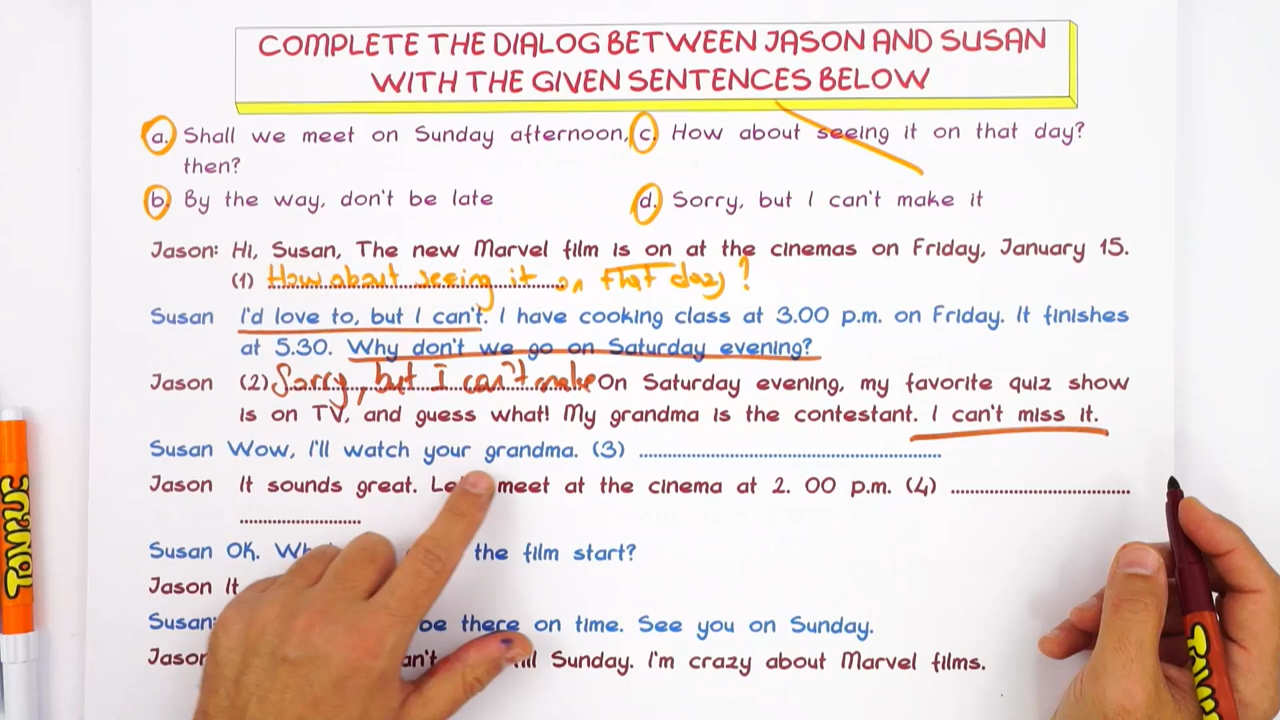 COMPLETE THE DIALOG BETWEEN JASON AND SUSAN
WITH THE GIVEN SENTENCES BELOW
a. Shall we meet on Sunday afternoon,
then?
c. How about seeing it on that day?
b. By the way, don't be late
d. Sorry, but I can't make it
Jason: Hi, Susan, The new Marvel film is on at the cinemas on Friday, January 15.
(1) How about seeing it on that day?
Susan I'd love to, but I can't. I have cooking class at 3.00 p.m. on Friday. It finishes
at 5.30. Why don't we go on Saturday evening?
Jason (2) Sorry, but I can't make On Saturday evening, my favorite quiz show
is on TV, and guess what! My grandma is the contestant. I can't miss it.
Susan Wow, I'll watch your grandma. (3) ........................................
Jason It sounds great. meet at the cinema at 2. 00 p.m. (4) ........................
................
Susan OK. the film start?
Jason It
Susan: there on time. See you on Sunday.
Jason Sunday. I'm crazy about Marvel films.
TONNUR